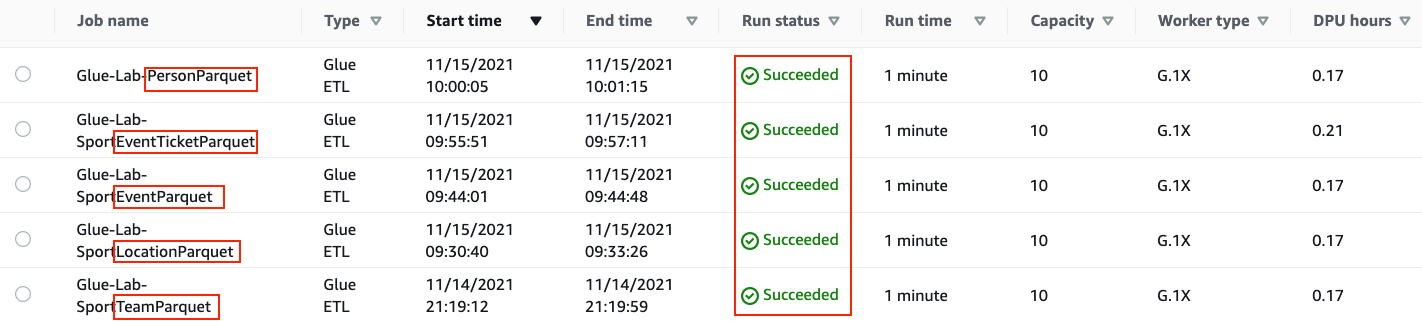 Job name Type Start time End time Run status Run time Capacity Worker type DPU hours
Glue-Lab-PersonParquet Glue ETL 11/15/2021 10:00:05 11/15/2021 10:01:15 Succeeded 1 minute 10 G.1X 0.17
Glue-Lab-SportEventTicketParquet Glue ETL 11/15/2021 09:55:51 11/15/2021 09:57:11 Succeeded 1 minute 10 G.1X 0.21
Glue-Lab-SportEventParquet Glue ETL 11/15/2021 09:44:01 11/15/2021 09:44:48 Succeeded 1 minute 10 G.1X 0.17
Glue-Lab-SportLocationParquet Glue ETL 11/15/2021 09:30:40 11/15/2021 09:33:26 Succeeded 1 minute 10 G.1X 0.17
Glue-Lab-SportTeamParquet Glue ETL 11/14/2021 21:19:12 11/14/2021 21:19:59 Succeeded 1 minute 10 G.1X 0.17